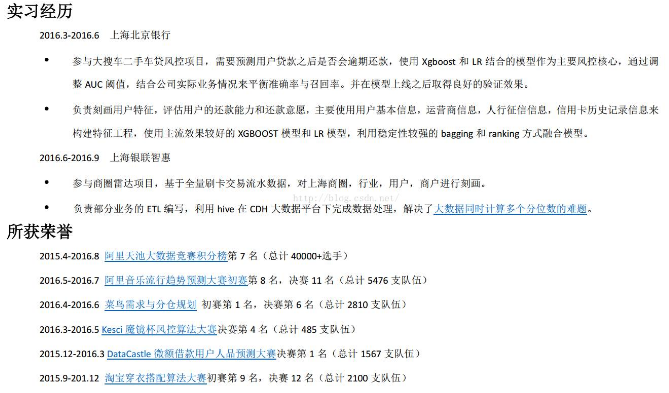 实习经历
2016.3-2016.6 上海北京银行
• 参与大搜车二手车贷风控项目，需要预测用户贷款之后是否会逾期还款，使用 Xgboost 和 LR 结合的模型作为主要风控核心，通过调
整 AUC 阈值，结合公司实际业务情况来平衡准确率与召回率。并在模型上线之后取得良好的验证效果。
• 负责刻画用户特征，评估用户的还款能力和还款意愿，主要使用用户基本信息，运营商信息，人行征信信息，信用卡历史记录信息来
构建特征工程，使用主流效果较好的 XGBOOST 模型和 LR 模型，利用稳定性较强的 bagging 和 ranking 方式融合模型。
2016.6-2016.9 上海银联智惠
• 参与商圈雷达项目，基于全量刷卡交易流水数据，对上海商圈，行业，用户，商户进行刻画。
http://blog.csdn.net/
• 负责部分业务的 ETL 编写，利用 hive 在 CDH 大数据平台下完成数据处理，解决了大数据同时计算多个分位数的难题。
所获荣誉
2015.4-2016.8 阿里天池大数据竞赛积分榜第 7 名（总计 40000+选手）
2016.5-2016.7 阿里音乐流行趋势预测大赛初赛第 8 名，决赛 11 名（总计 5476 支队伍）
2016.4-2016.6 菜鸟需求与分仓规划 初赛第 1 名，决赛第 6 名（总计 2810 支队伍）
2016.3-2016.5 Kesci 魔镜杯风控算法大赛决赛第 4 名（总计 485 支队伍）
2015.12-2016.3 DataCastle 微额借款用户人品预测大赛决赛第 1 名（总计 1567 支队伍）
2015.9-201.12 淘宝穿衣搭配算法大赛初赛第 9 名，决赛 12 名（总计 2100 支队伍）